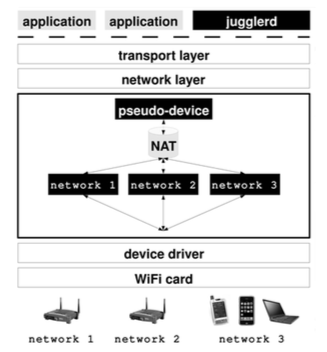 application application jugglerd
transport layer
network layer
pseudo-device
NAT
network 1 network 2 network 3
device driver
WiFi card
network 1 network 2 network 3